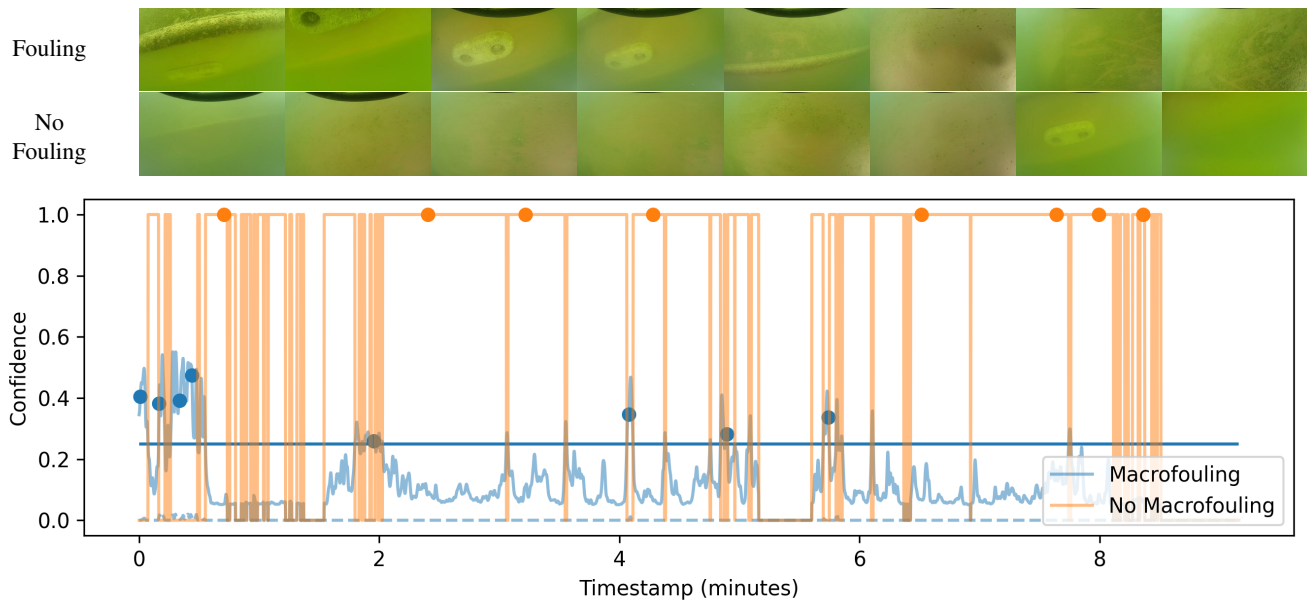 Fouling
No
Fouling
1.0
0.8
0.6
0.4
0.2
0.0
Confidence
Macrofouling
No Macrofouling
0
2
4
6
8
Timestamp (minutes)